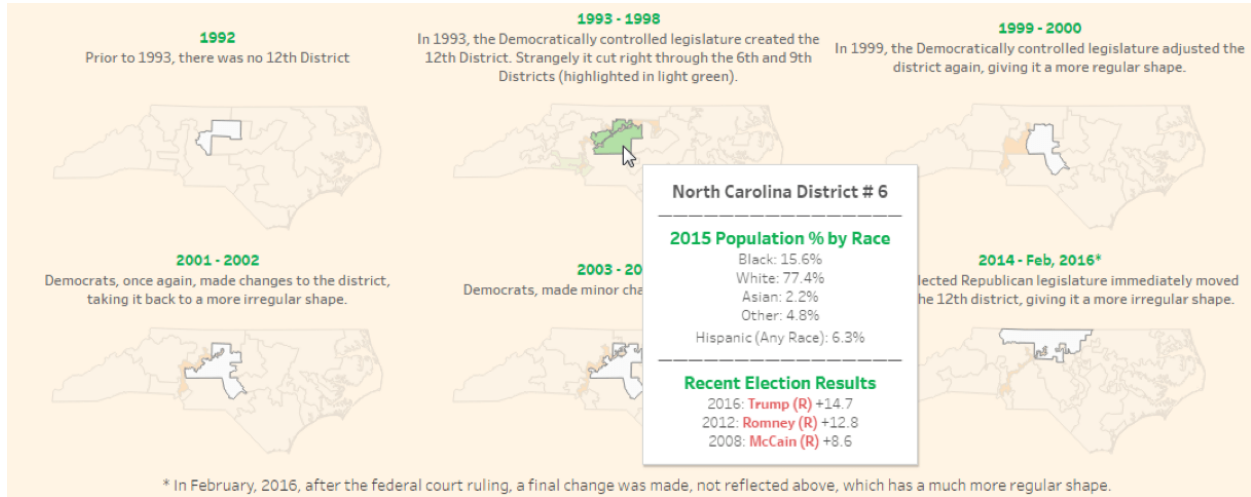 1992
Prior to 1993, there was no 12th District
1993 - 1998
In 1993, the Democratically controlled legislature created the
12th District. Strangely it cut right through the 6th and 9th
Districts (highlighted in light green).
1999 - 2000
In 1999, the Democratically controlled legislature adjusted the
district again, giving it a more regular shape.
2001 - 2002
Democrats, once again, made changes to the district,
taking it back to a more irregular shape.
2003 - 20
Democrats, made minor cha
2014 - Feb, 2016*
lected Republican legislature immediately moved
he 12th district, giving it a more irregular shape.
North Carolina District # 6
2015 Population % by Race
Black: 15.6%
White: 77.4%
Asian: 2.2%
Other: 4.8%
Hispanic (Any Race): 6.3%
Recent Election Results
2016: Trump (R) +14.7
2012: Romney (R) +12.8
2008: McCain (R) +8.6
* In February, 2016, after the federal court ruling, a final change was made, not reflected above, which has a much more regular shape.